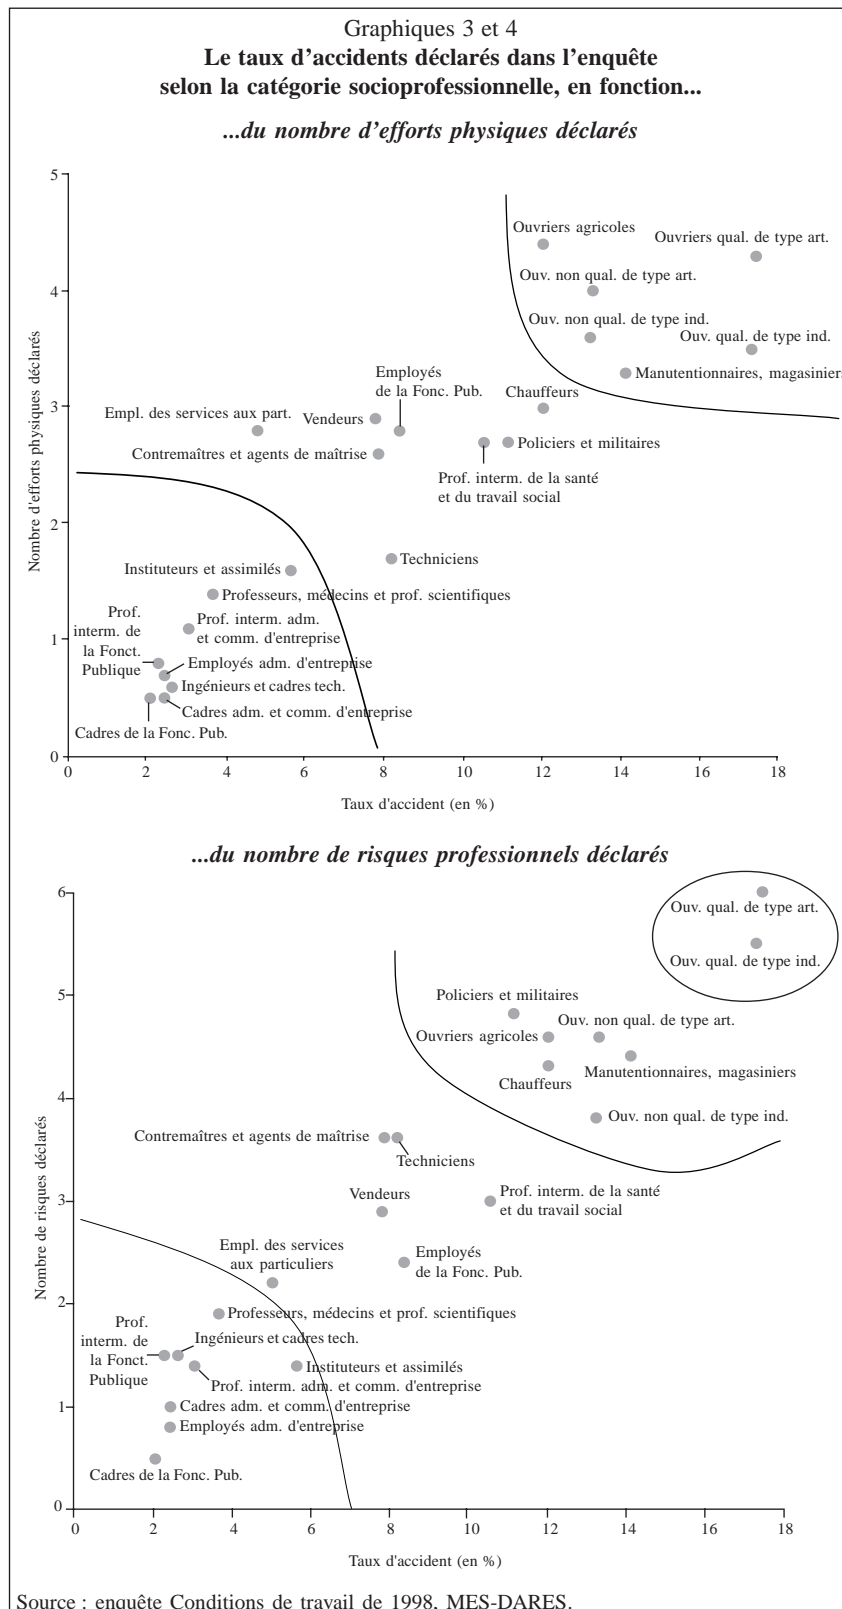 Graphiques 3 et 4
Le taux d'accidents déclarés dans l'enquête
selon la catégorie socioprofessionnelle, en fonction...
...du nombre d'efforts physiques déclarés
5
4
3
2
1
0
Nombre d'efforts physiques déclarés
Ouvriers agricoles
Ouvriers qual. de type art.
Ouv. non qual. de type art.
Ouv. non qual. de type ind.
Ouv. qual. de type ind.
Manutentionnaires, magasiniers
Employés
de la Fonc. Pub.
Chauffeurs
Empl. des services aux part.
Vendeurs
Contremaîtres et agents de maîtrise
Policiers et militaires
Prof. interm. de la santé
et du travail social
Techniciens
Instituteurs et assimilés
Professeurs, médecins et prof. scientifiques
Prof.
interm. de
la Fonct.
Publique
Prof. interm. adm.
et comm. d'entreprise
Employés adm. d'entreprise
Ingénieurs et cadres tech.
Cadres adm. et comm. d'entreprise
Cadres de la Fonc. Pub.
0 2 4 6 8 10 12 14 16 18
Taux d'accident (en %)
...du nombre de risques professionnels déclarés
6
5
4
3
2
1
0
Nombre de risques déclarés
Ouv. qual. de type art.
Ouv. qual. de type ind.
Policiers et militaires
Ouv. non qual. de type art.
Ouvriers agricoles
Chauffeurs
Manutentionnaires, magasiniers
Ouv. non qual. de type ind.
Contremaîtres et agents de maîtrise
Techniciens
Vendeurs
Prof. interm. de la santé
et du travail social
Empl. des services
aux particuliers
Employés
de la Fonc. Pub.
Professeurs, médecins et prof. scientifiques
Prof.
interm. de
la Fonct.
Publique
Ingénieurs et cadres tech.
Instituteurs et assimilés
Prof. interm. adm. et comm. d'entreprise
Cadres adm. et comm. d'entreprise
Employés adm. d'entreprise
Cadres de la Fonc. Pub.
0 2 4 6 8 10 12 14 16 18
Taux d'accident (en %)
Source : enquête Conditions de travail de 1998, MES-DARES.